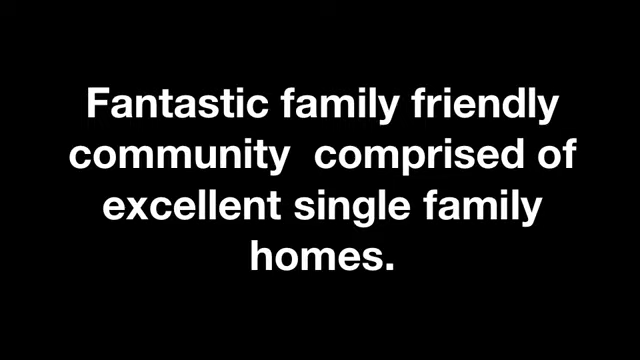 Fantastic family friendly
community  comprised of
excellent single family
homes.